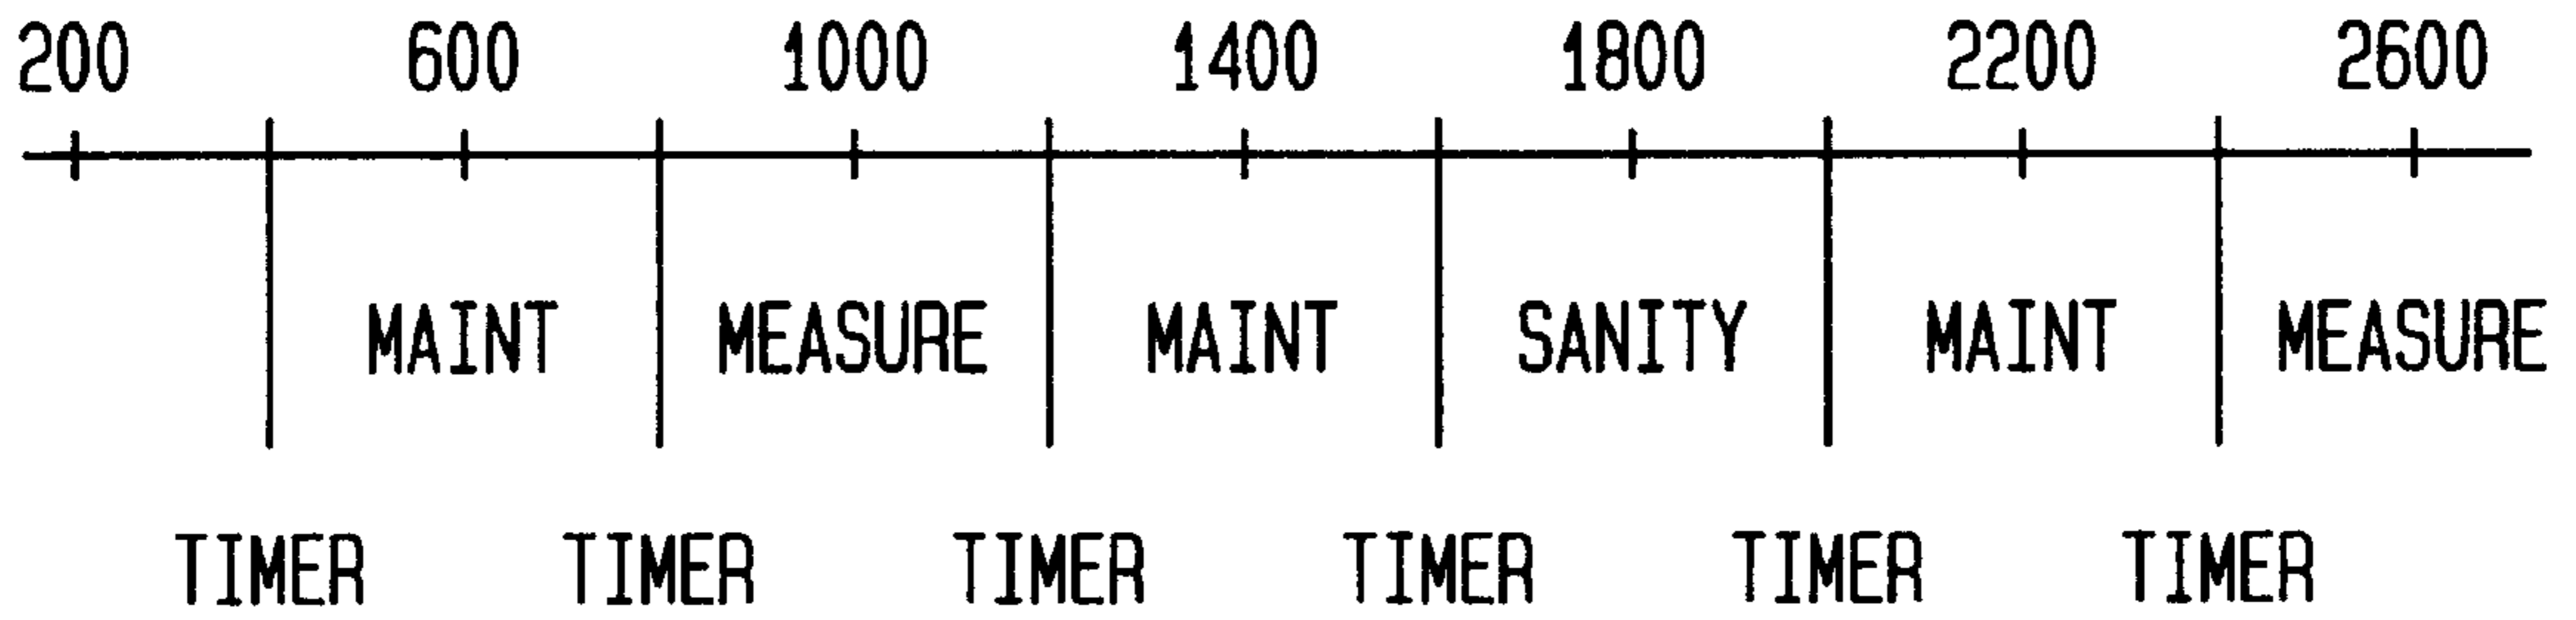 200 600 1000 1400 1800 2200 2600
MAINT MEASURE MAINT SANITY MAINT MEASURE
TIMER TIMER TIMER TIMER TIMER TIMER